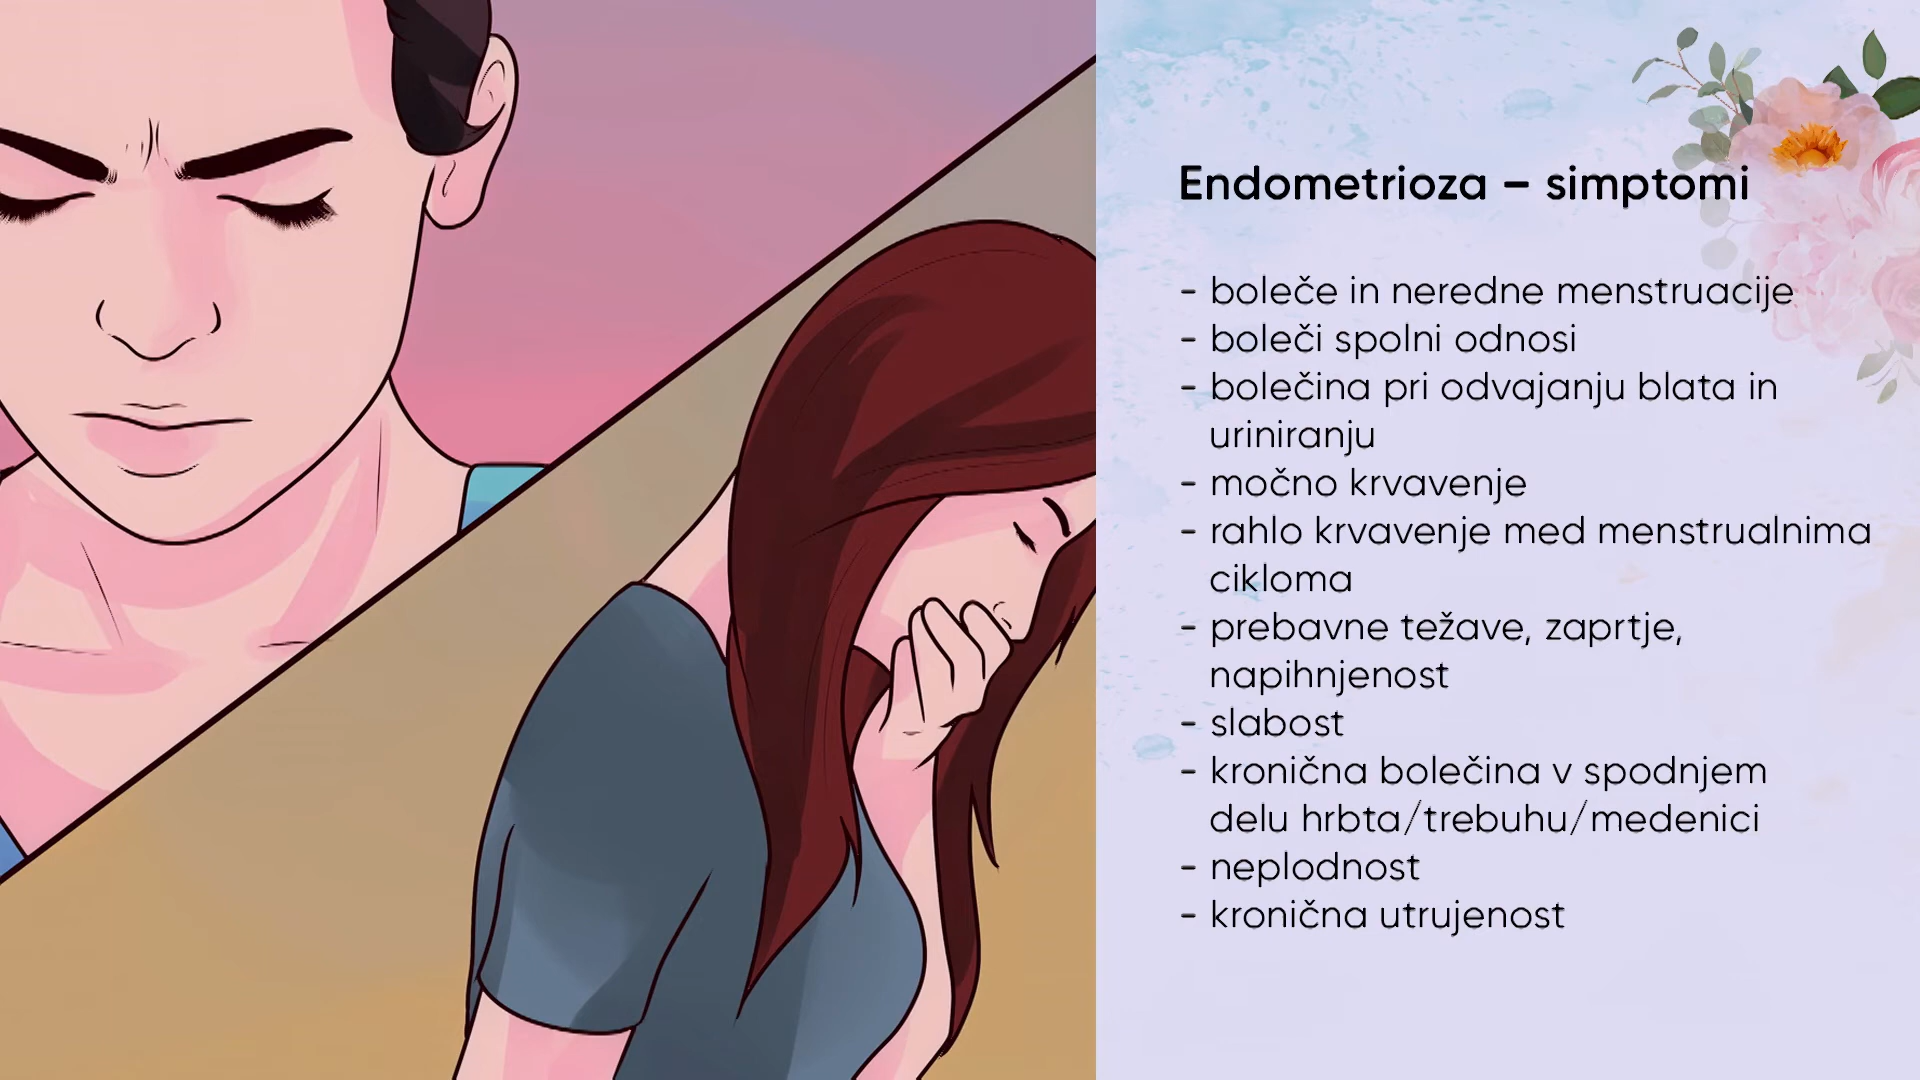 Endometrioza – simptomi
- boleče in neredne menstruacije
- boleči spolni odnosi
- bolečina pri odvajanju blata in
uriniranju
- močno krvavenje
- rahlo krvavenje med menstrualnima
cikloma
- prebavne težave, zaprtje,
napihnjenost
- slabost
- kronična bolečina v spodnjem
delu hrbta/trebuhu/medenici
- neplodnost
- kronična utrujenost